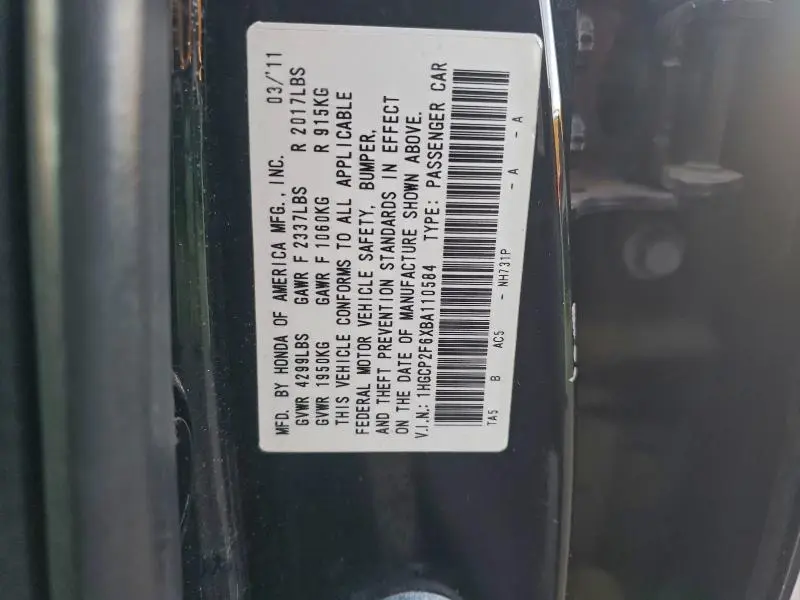 MFD. BY HONDA OF AMERICA MFG., INC. 03/'11
GVWR 4299LBS GAWR F 2337LBS R 2017LBS
GVWR 1950KG GAWR F 1060KG R 915KG
THIS VEHICLE CONFORMS TO ALL APPLICABLE
FEDERAL MOTOR VEHICLE SAFETY, BUMPER,
AND THEFT PREVENTION STANDARDS IN EFFECT
ON THE DATE OF MANUFACTURE SHOWN ABOVE.
V.I.N.: 1HGCP2F6XBA110584 TYPE: PASSENGER CAR
TA5 B AC5 - NH731P - A - A